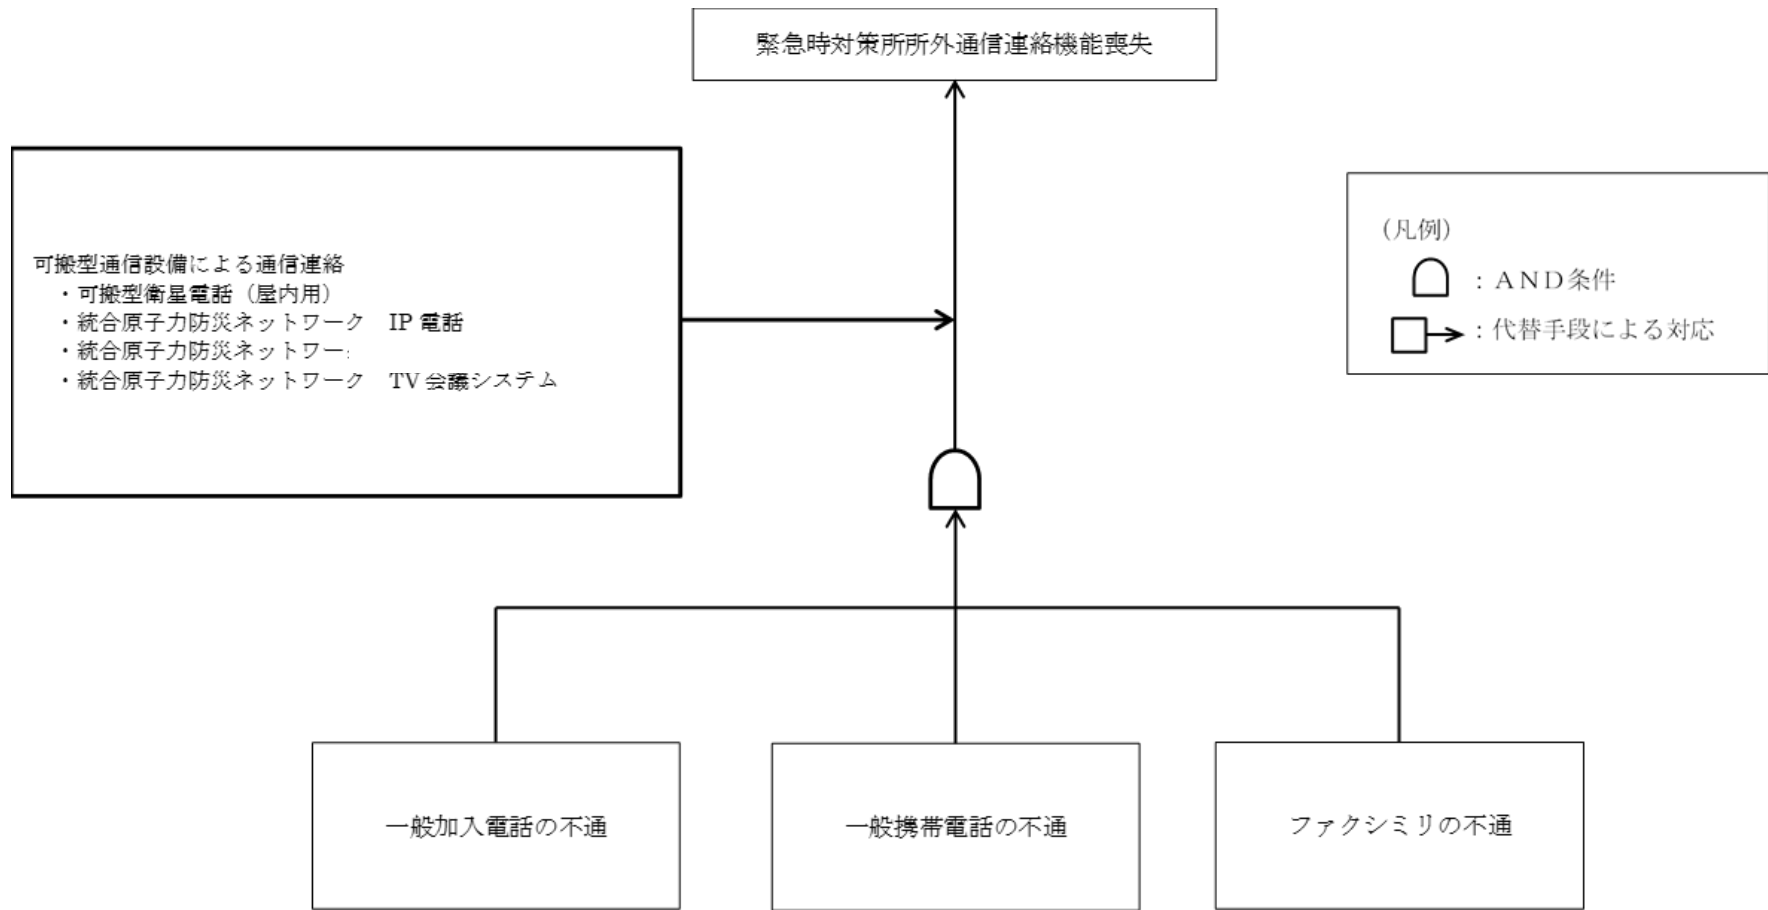 緊急時対策所所外通信連絡機能喪失
可搬型通信設備による通信連絡
・可搬型衛星電話（屋内用）
・統合原子力防災ネットワーク　IP 電話
・統合原子力防災ネットワー
・統合原子力防災ネットワーク　TV 会議システム
（凡例）
：ＡＮＤ条件
：代替手段による対応
一般加入電話の不通
一般携帯電話の不通
ファクシミリの不通